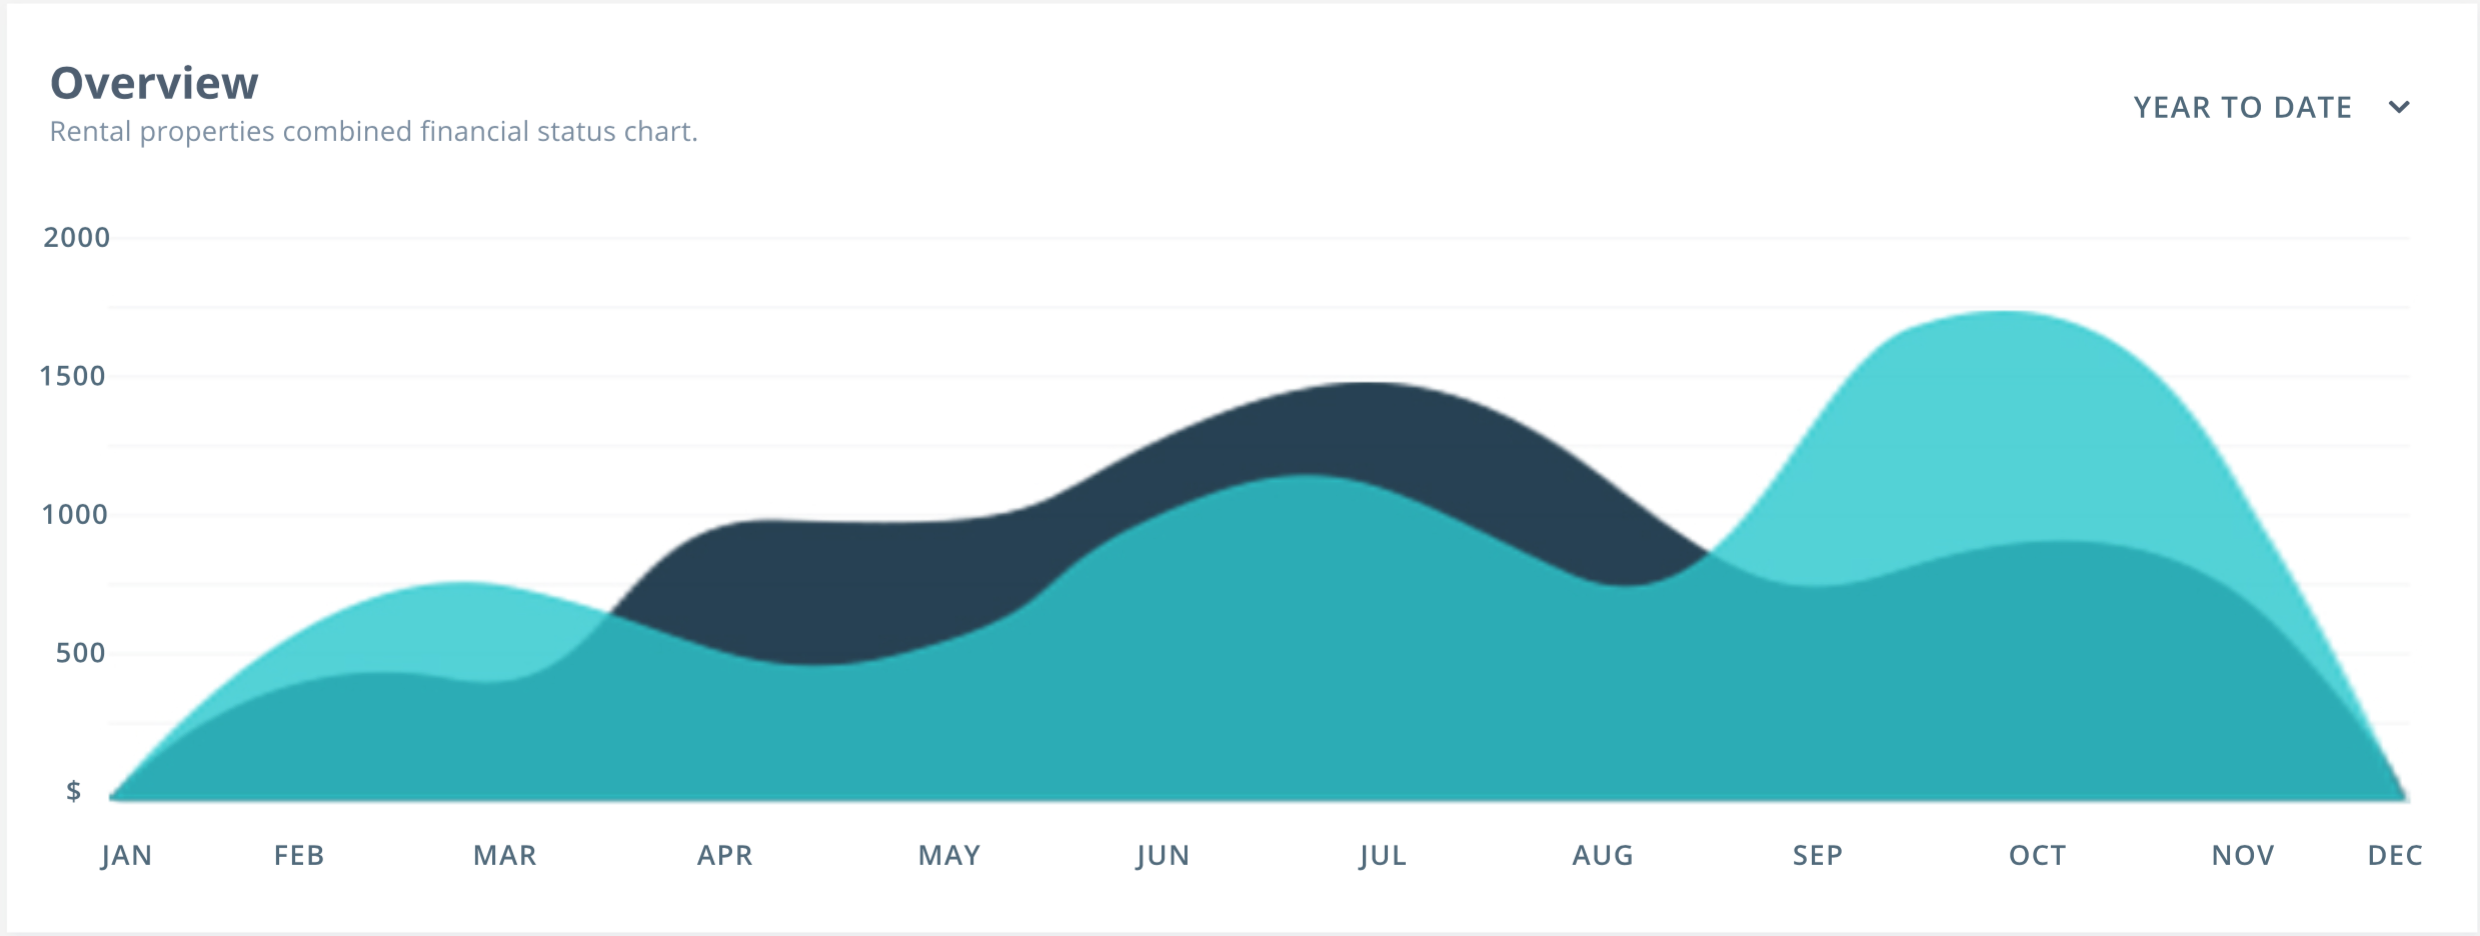 Overview
Rental properties combined financial status chart.
YEAR TO DATE
2000
1500
1000
500
$
JAN FEB MAR APR MAY JUN JUL AUG SEP OCT NOV DEC